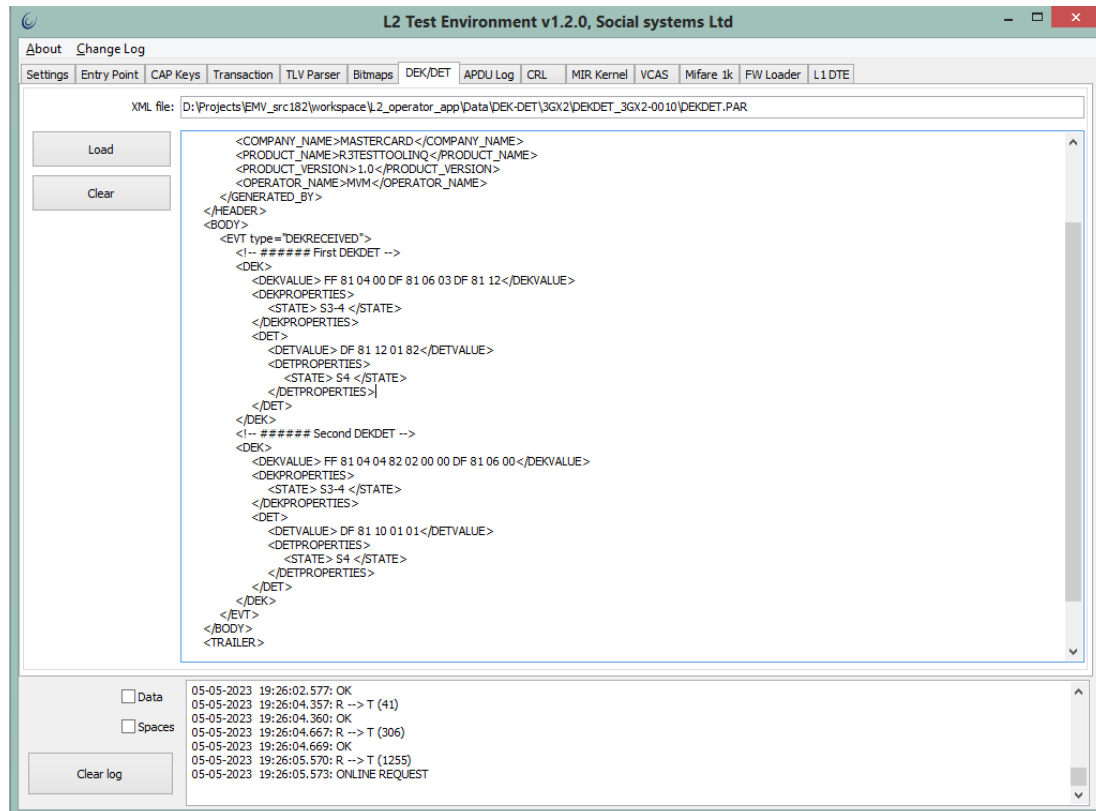 L2 Test Environment v1.2.0, Social systems Ltd
About Change Log
Settings Entry Point CAP Keys Transaction TLV Parser Bitmaps DEK/DET APDU Log CRL MIR Kernel VCAS Mifare 1k FW Loader L1 DTE
XML file: D:\Projects\EMV_src182\workspace\L2_operator_app\Data\DEK-DET\3GX2\DEKDET_3GX2-0010\DEKDET.PAR
Load
Clear
<COMPANY_NAME>MASTERCARD</COMPANY_NAME>
<PRODUCT_NAME>R3TESTTOOLINQ</PRODUCT_NAME>
<PRODUCT_VERSION>1.0</PRODUCT_VERSION>
<OPERATOR_NAME>MVM</OPERATOR_NAME>
</GENERATED_BY>
</HEADER>
<BODY>
<EVT type="DEKRECEIVED">
<!-- ###### First DEKDET -->
<DEK>
<DEKVALUE> FF 81 04 00 DF 81 06 03 DF 81 12</DEKVALUE>
<DEKPROPERTIES>
<STATE> S3-4 </STATE>
</DEKPROPERTIES>
<DET>
<DETVALUE> DF 81 12 01 82</DETVALUE>
<DETPROPERTIES>
<STATE> S4 </STATE>
</DETPROPERTIES>
</DET>
</DEK>
<!-- ###### Second DEKDET -->
<DEK>
<DEKVALUE> FF 81 04 04 82 02 00 00 DF 81 06 00</DEKVALUE>
<DEKPROPERTIES>
<STATE> S3-4 </STATE>
</DEKPROPERTIES>
<DET>
<DETVALUE> DF 81 10 01 01</DETVALUE>
<DETPROPERTIES>
<STATE> S4 </STATE>
</DETPROPERTIES>
</DET>
</DEK>
</EVT>
</BODY>
<TRAILER>
Data
Spaces
Clear log
05-05-2023 19:26:02.577: OK
05-05-2023 19:26:04.357: R --> T (41)
05-05-2023 19:26:04.360: OK
05-05-2023 19:26:04.667: R --> T (306)
05-05-2023 19:26:04.669: OK
05-05-2023 19:26:05.570: R --> T (1255)
05-05-2023 19:26:05.573: ONLINE REQUEST